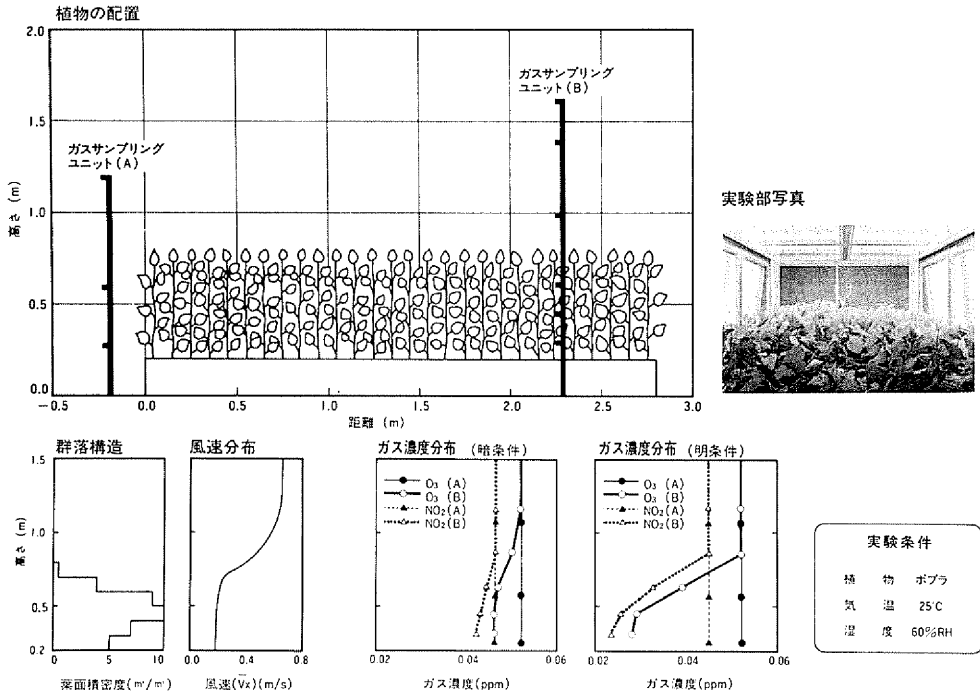 植物の配置
2.0
1.5
1.0
0.5
0.0
高さ (m)
ガスサンプリング
ユニット(A)
ガスサンプリング
ユニット(B)
−0.5 0.0 0.5 1.0 1.5 2.0 2.5 3.0
距離 (m)
実験部写真
群落構造
1.5
1.0
0.5
0.2
高さ (m)
0 5 10
葉面積密度(㎡/㎥)
風速分布
0.0 0.4 0.8
風速(V̄x)(m/s)
ガス濃度分布 (暗条件)
O₃ (A)
O₃ (B)
NO₂(A)
NO₂(B)
0.02 0.04 0.06
ガス濃度(ppm)
ガス濃度分布 (明条件)
O₃ (A)
O₃ (B)
NO₂(A)
NO₂(B)
0.02 0.04 0.06
ガス濃度(ppm)
実験条件
植物 ポプラ
気温 25℃
湿度 60%RH